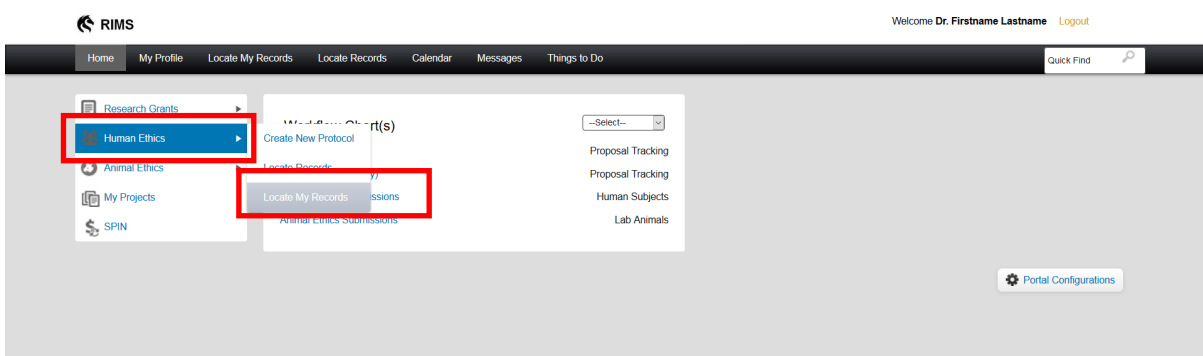 RIMS
Welcome Dr. Firstname Lastname Logout
Home My Profile Locate My Records Locate Records Calendar Messages Things to Do
Quick Find
Research Grants
Human Ethics
Animal Ethics
My Projects
SPIN
Create New Protocol
Locate Records
Locate My Records
--Select--
Proposal Tracking
Proposal Tracking
Human Subjects
Animal Ethics Submissions Lab Animals
Portal Configurations